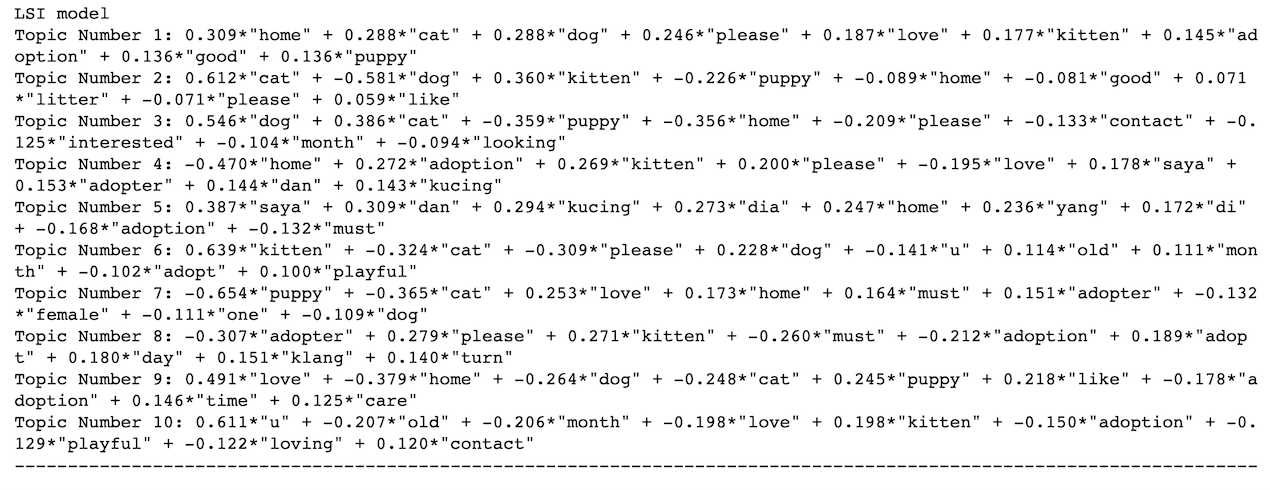 LSI model
Topic Number 1: 0.309*"home" + 0.288*"cat" + 0.288*"dog" + 0.246*"please" + 0.187*"love" + 0.177*"kitten" + 0.145*"ad
option" + 0.136*"good" + 0.136*"puppy"
Topic Number 2: 0.612*"cat" + -0.581*"dog" + 0.360*"kitten" + -0.226*"puppy" + -0.089*"home" + -0.081*"good" + 0.071
*"litter" + -0.071*"please" + 0.059*"like"
Topic Number 3: 0.546*"dog" + 0.386*"cat" + -0.359*"puppy" + -0.356*"home" + -0.209*"please" + -0.133*"contact" + -0.
125*"interested" + -0.104*"month" + -0.094*"looking"
Topic Number 4: -0.470*"home" + 0.272*"adoption" + 0.269*"kitten" + 0.200*"please" + -0.195*"love" + 0.178*"saya" +
0.153*"adopter" + 0.144*"dan" + 0.143*"kucing"
Topic Number 5: 0.387*"saya" + 0.309*"dan" + 0.294*"kucing" + 0.273*"dia" + 0.247*"home" + 0.236*"yang" + 0.172*"di"
+ -0.168*"adoption" + -0.132*"must"
Topic Number 6: 0.639*"kitten" + -0.324*"cat" + -0.309*"please" + 0.228*"dog" + -0.141*"u" + 0.114*"old" + 0.111*"mon
th" + -0.102*"adopt" + 0.100*"playful"
Topic Number 7: -0.654*"puppy" + -0.365*"cat" + 0.253*"love" + 0.173*"home" + 0.164*"must" + 0.151*"adopter" + -0.132
*"female" + -0.111*"one" + -0.109*"dog"
Topic Number 8: -0.307*"adopter" + 0.279*"please" + 0.271*"kitten" + -0.260*"must" + -0.212*"adoption" + 0.189*"adop
t" + 0.180*"day" + 0.151*"klang" + 0.140*"turn"
Topic Number 9: 0.491*"love" + -0.379*"home" + -0.264*"dog" + -0.248*"cat" + 0.245*"puppy" + 0.218*"like" + -0.178*"a
doption" + 0.146*"time" + 0.125*"care"
Topic Number 10: 0.611*"u" + -0.207*"old" + -0.206*"month" + -0.198*"love" + 0.198*"kitten" + -0.150*"adoption" + -0.
129*"playful" + -0.122*"loving" + 0.120*"contact"
--------------------------------------------------------------------------------------------------------------------